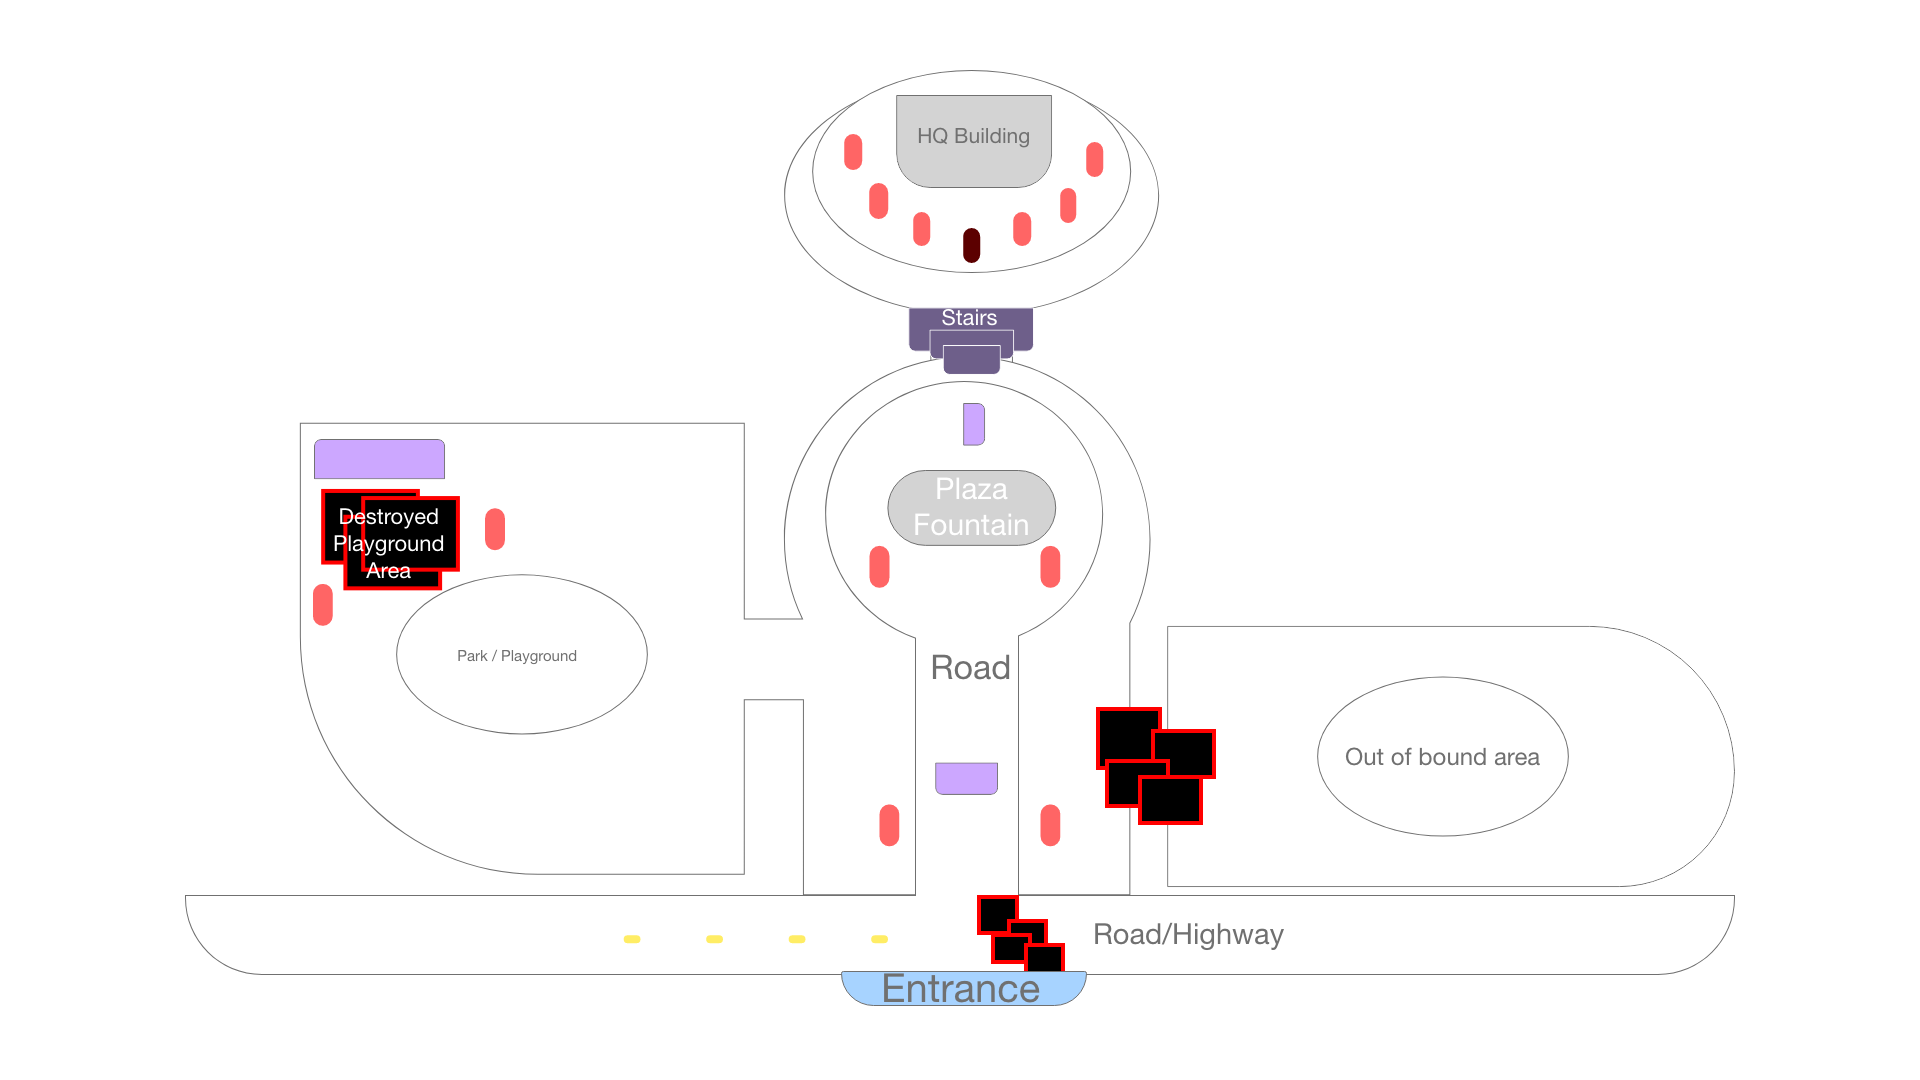 HQ Building
Stairs
Plaza
Fountain
Destroyed
Playground
Area
Park / Playground
Road
Out of bound area
Road/Highway
Entrance